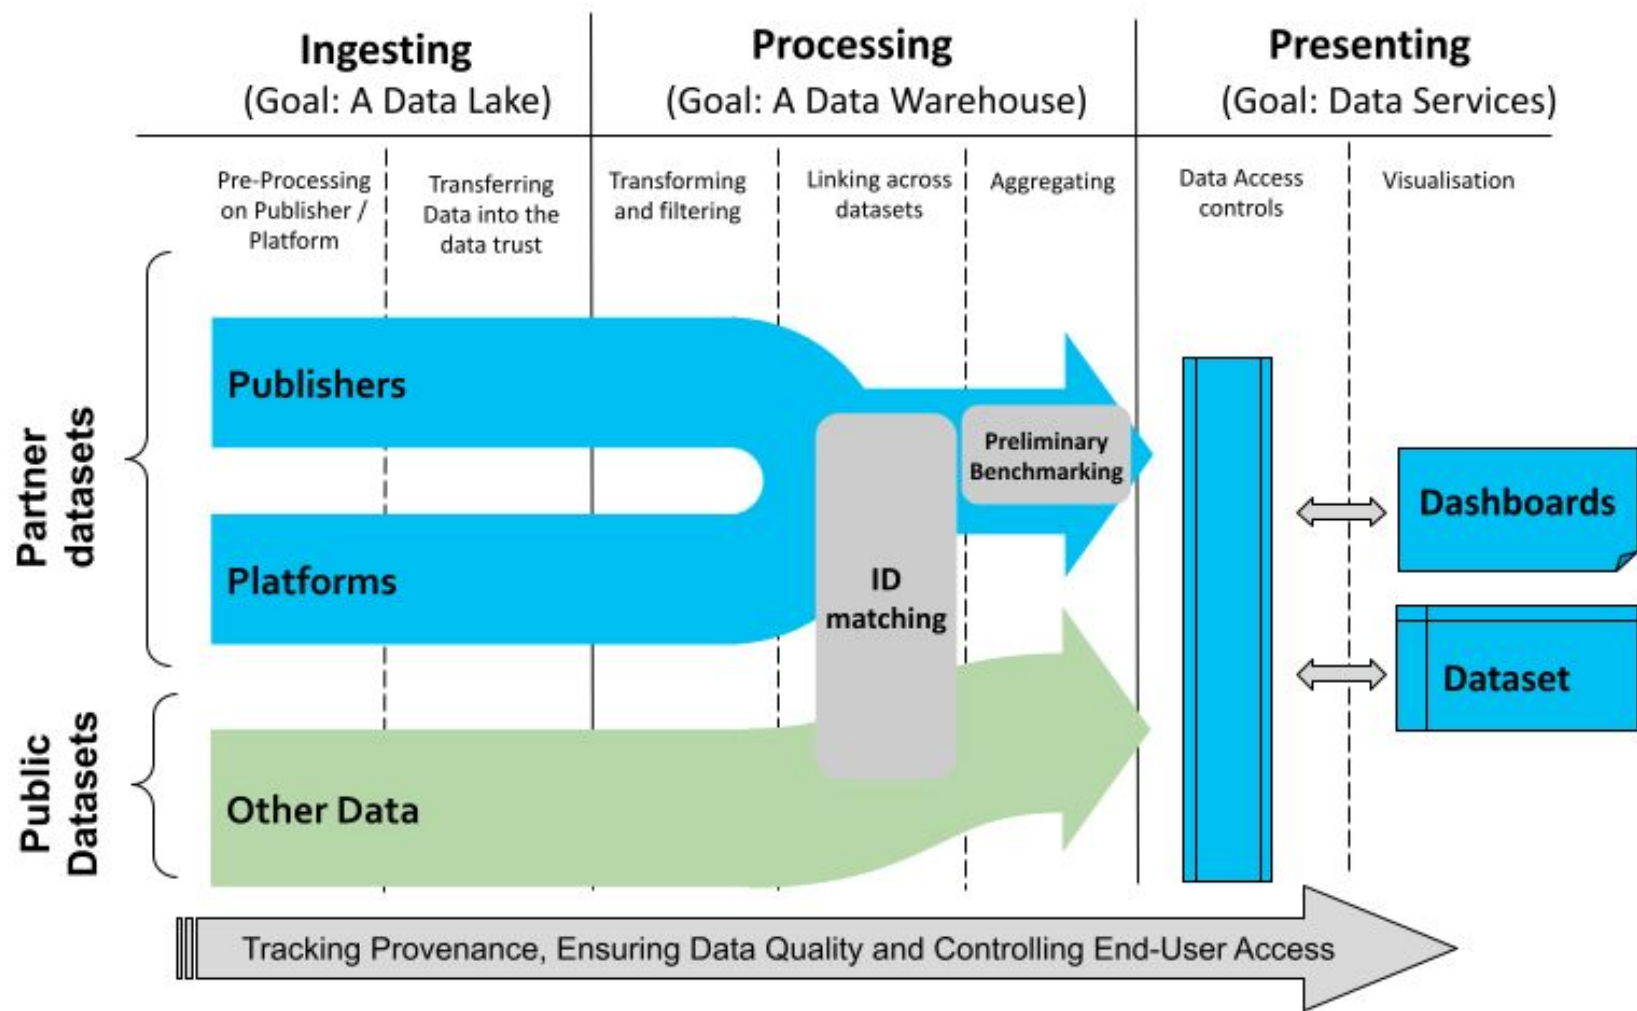 Ingesting
(Goal: A Data Lake)
Processing
(Goal: A Data Warehouse)
Presenting
(Goal: Data Services)
Pre-Processing
on Publisher /
Platform
Transferring
Data into the
data trust
Transforming
and filtering
Linking across
datasets
Aggregating
Data Access
controls
Visualisation
Partner
datasets
Publishers
Platforms
ID
matching
Preliminary
Benchmarking
Dashboards
Dataset
Public
Datasets
Other Data
Tracking Provenance, Ensuring Data Quality and Controlling End-User Access